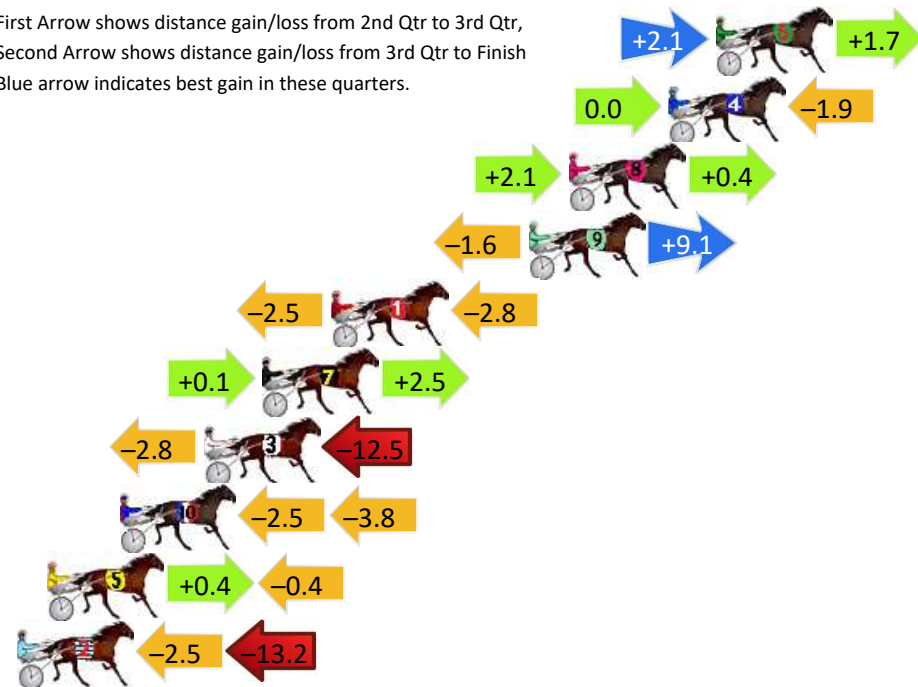 First Arrow shows distance gain/loss from 2nd Qtr to 3rd Qtr,
Second Arrow shows distance gain/loss from 3rd Qtr to Finish
Blue arrow indicates best gain in these quarters.
+2.1 6 +1.7
0.0 4 –1.9
+2.1 8 +0.4
–1.6 9 +9.1
–2.5 1 –2.8
+0.1 7 +2.5
–2.8 3 –12.5
10 –2.5 –3.8
5 +0.4 –0.4
2 –2.5 –13.2